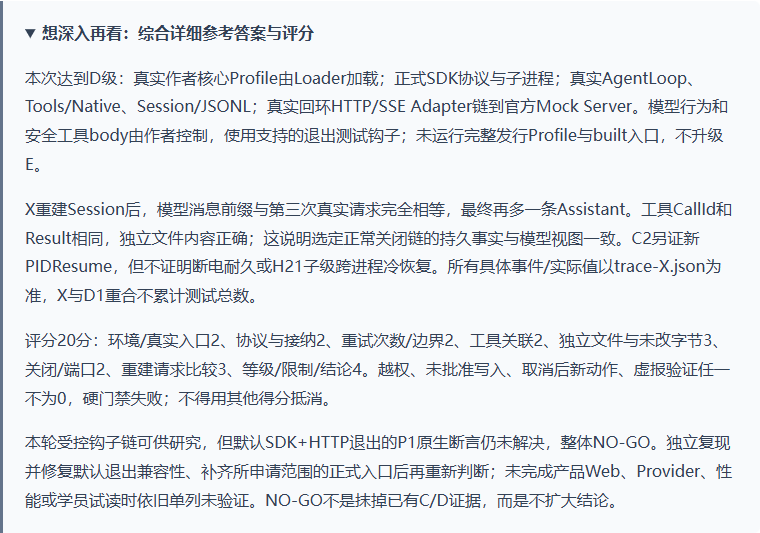 ▼ 想深入再看：综合详细参考答案与评分
本次达到D级：真实作者核心Profile由Loader加载；正式SDK协议与子进程；真实AgentLoop、
Tools/Native、Session/JSONL；真实回环HTTP/SSE Adapter链到官方Mock Server。模型行为和
安全工具body由作者控制，使用支持的退出测试钩子；未运行完整发行Profile与built入口，不升级
E。
X重建Session后，模型消息前缀与第三次真实请求完全相等，最终再多一条Assistant。工具CallId和
Result相同，独立文件内容正确；这说明选定正常关闭链的持久事实与模型视图一致。C2另证新
PIDResume，但不证明断电耐久或H21子级跨进程冷恢复。所有具体事件/实际值以trace-X.json为
准，X与D1重合不累计测试总数。
评分20分：环境/真实入口2、协议与接纳2、重试次数/边界2、工具关联2、独立文件与未改字节3、
关闭/端口2、重建请求比较3、等级/限制/结论4。越权、未批准写入、取消后新动作、虚报验证任一
不为0，硬门禁失败；不得用其他得分抵消。
本轮受控钩子链可供研究，但默认SDK+HTTP退出的P1原生断言仍未解决，整体NO-GO。独立复现
并修复默认退出兼容性、补齐所申请范围的正式入口后再重新判断；未完成产品Web、Provider、性
能或学员试读时依旧单列未验证。NO-GO不是抹掉已有C/D证据，而是不扩大结论。